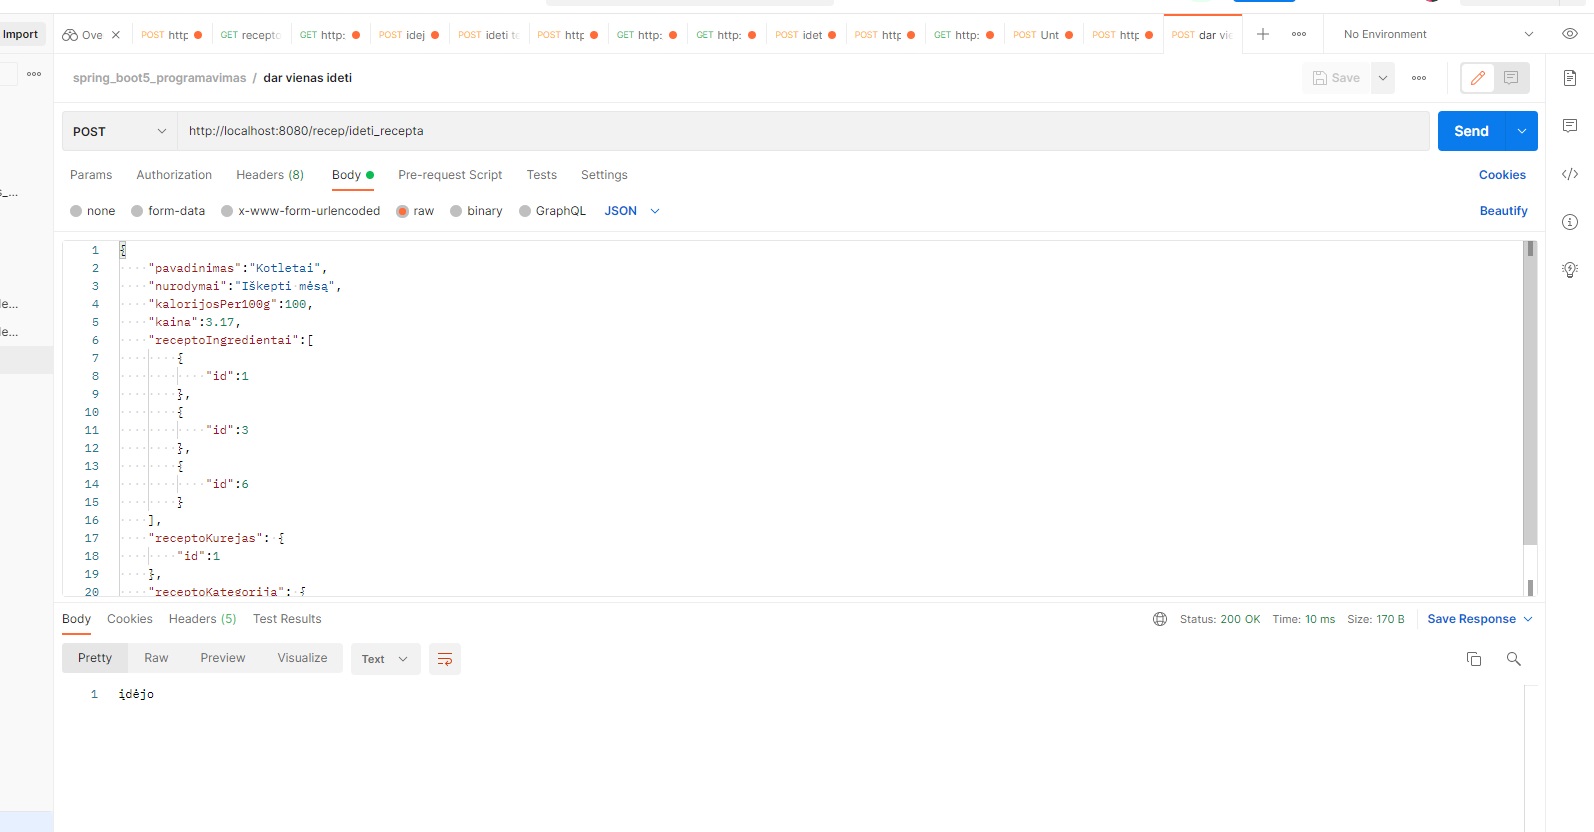 Import
Ove
POST http
GET recepto
GET http:
POST idej
POST ideti
POST http
GET http:
GET http:
POST idet
POST http
GET http:
POST Unt
POST http
POST dar vie
No Environment
spring_boot5_programavimas / dar vienas ideti
Save
POST http://localhost:8080/recep/ideti_recepta
Send
Params Authorization Headers (8) Body Pre-request Script Tests Settings
Cookies
none form-data x-www-form-urlencoded raw binary GraphQL JSON
Beautify
1 {
2 "pavadinimas":"Kotletai",
3 "nurodymai":"Iškepti mėsą",
4 "kalorijosPer100g":100,
5 "kaina":3.17,
6 "receptoIngredientai":[
7 {
8 "id":1
9 },
10 {
11 "id":3
12 },
13 {
14 "id":6
15 }
16 ],
17 "receptoKurejas": {
18 "id":1
19 },
20 "receptoKategorija": {
Body Cookies Headers (5) Test Results
Status: 200 OK Time: 10 ms Size: 170 B Save Response
Pretty Raw Preview Visualize Text
1 įdėjo